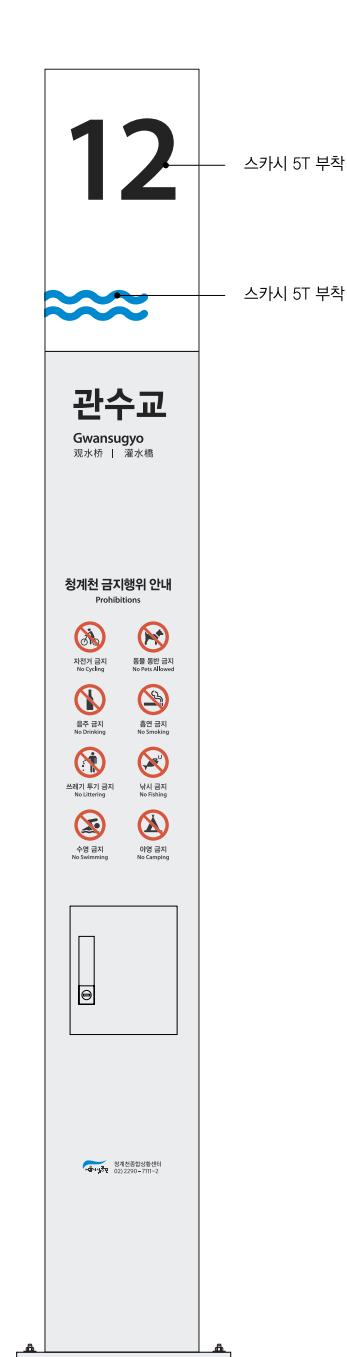 12
스카시 5T 부착
스카시 5T 부착
관수교
Gwansugyo
观水桥 | 灌水橋
청계천 금지행위 안내
Prohibitions
자전거 금지
No Cycling
동물 동반 금지
No Pets Allowed
음주 금지
No Drinking
흡연 금지
No Smoking
쓰레기 투기 금지
No Littering
낚시 금지
No Fishing
수영 금지
No Swimming
야영 금지
No Camping
청계천종합상황센터
02) 2290-7111~2